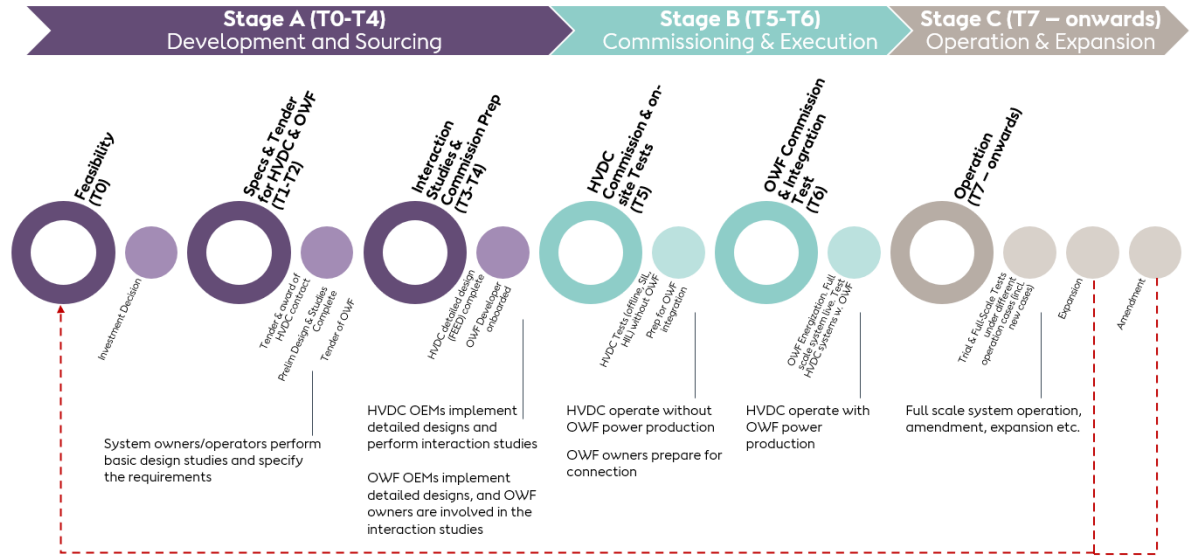 Stage A (T0-T4)
Development and Sourcing
Stage B (T5-T6)
Commissioning & Execution
Stage C (T7 – onwards)
Operation & Expansion
Feasibility
(T0)
Investment Decision
Specs & Tender
for HVDC & OWF
(T1-T2)
Tender & award of
HVDC contract
Prelim Design & Studies
Complete
Tender of OWF
Interaction
Studies &
Commission Prep
(T3-T4)
HVDC detailed design
(FEED) complete
OWF Developer
onboarded
HVDC
Commission & on-
site Tests
(T5)
HVDC Tests (offline, SIL,
HIL) without OWF
Prep for OWF
integration
OWF Commission
& Integration
Test
(T6)
OWF Energization. Full
scale system live. Test
HVDC systems w. OWF
Operation
(T7 – onwards)
Trial & Full-Scale Tests
under different
operation cases (incl.
new cases)
Expansion
Amendment
System owners/operators perform
basic design studies and specify
the requirements
HVDC OEMs implement
detailed designs and
perform interaction studies
OWF OEMs implement
detailed designs, and OWF
owners are involved in the
interaction studies
HVDC operate without
OWF power production
OWF owners prepare for
connection
HVDC operate with
OWF power
production
Full scale system operation,
amendment, expansion etc.